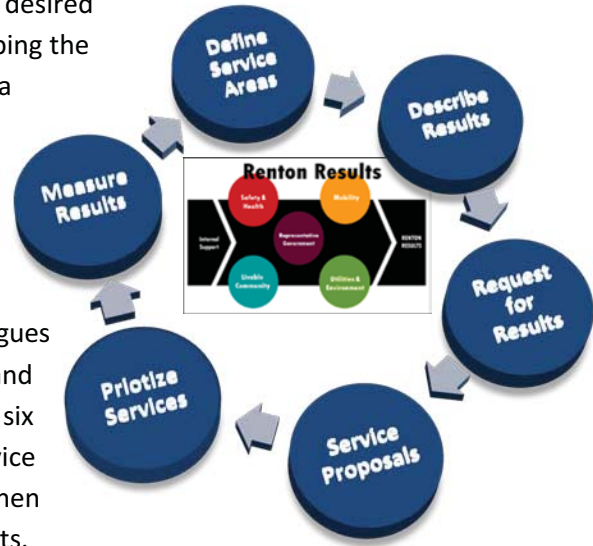 desired
ping the
a
Define
Service
Areas
Describe
Results
Request
for
Results
Service
Proposals
Priotize
Services
Measure
Results
Renton Results
Safety &
Health
Mobility
Internal
Support
Representative
Government
RENTON
RESULTS
Livable
Community
Utilities &
Environment
gues
and
six
vice
hen
ts.